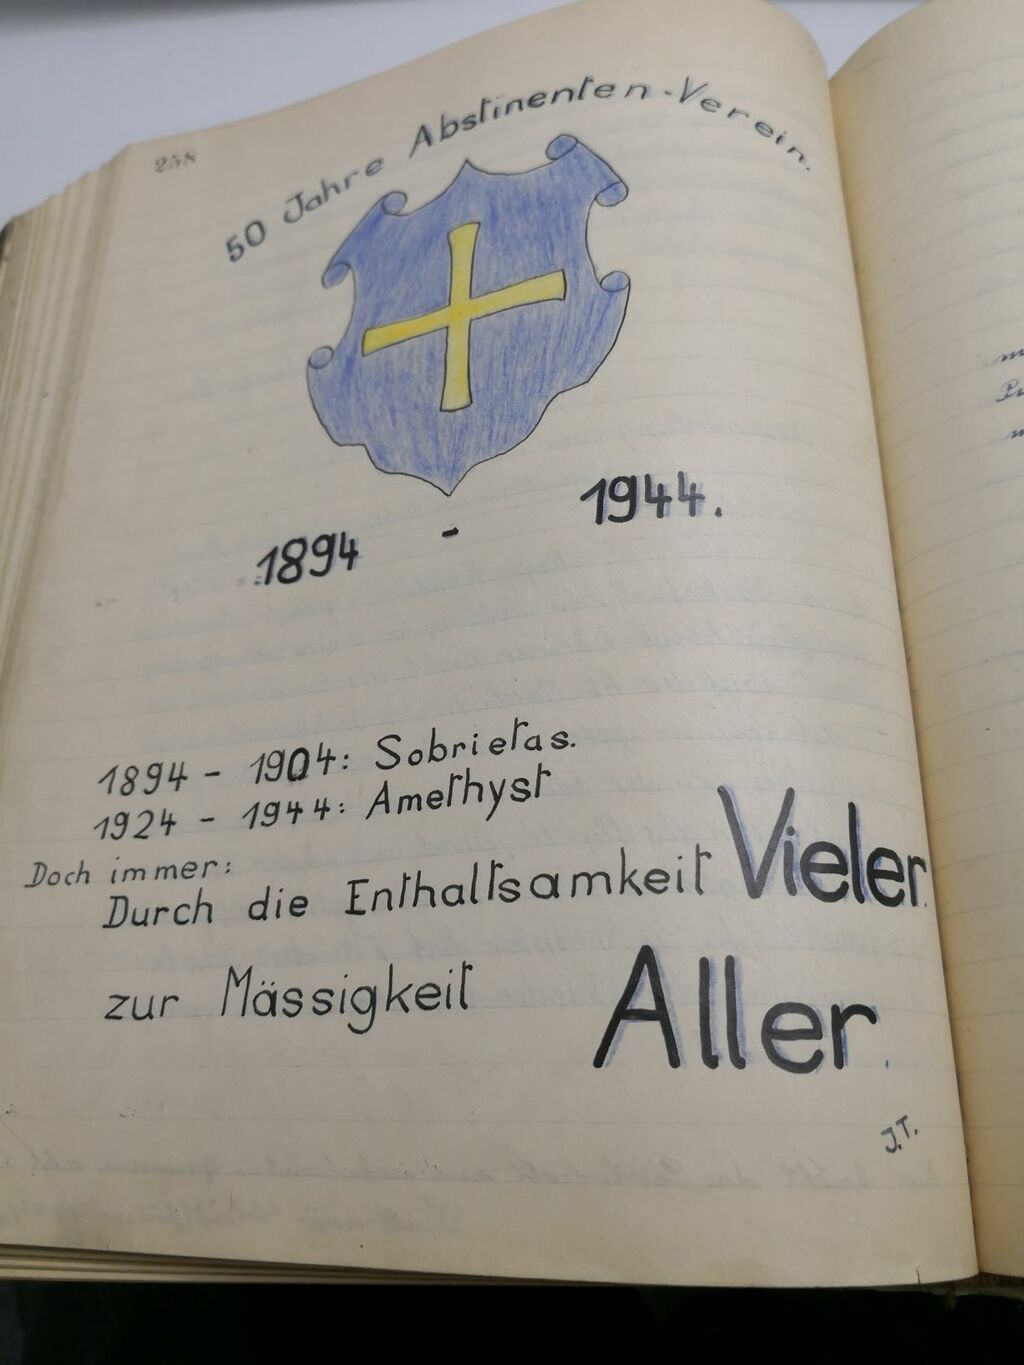 258
50 Jahre Abstinenten-Verein.
1894 - 1944.
1894 - 1904: Sobrietas.
1924 - 1944: Amethyst
Doch immer:
Durch die Enthaltsamkeit Vieler.
zur Mässigkeit Aller.
J.T.